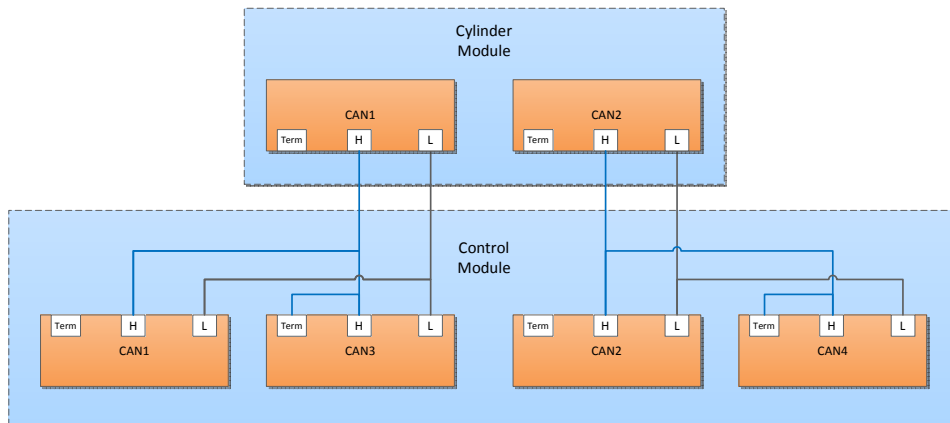 Cylinder
Module
CAN1
CAN2
Term H L
Term H L
Control
Module
Term H L
Term H L
Term H L
Term H L
CAN1
CAN3
CAN2
CAN4